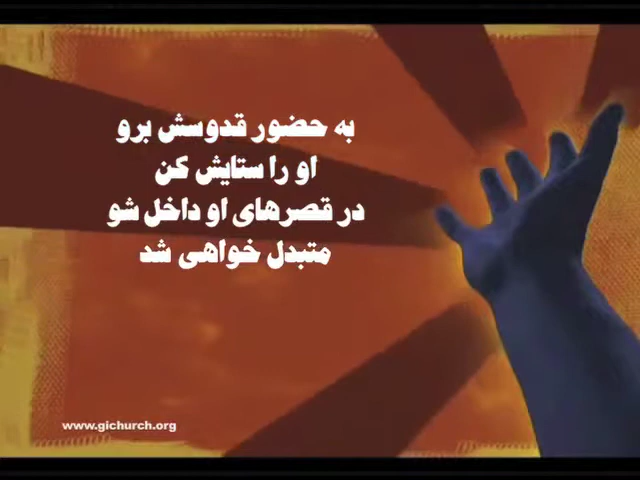 به حضور قدوسش برو
او را ستایش کن
در قصرهای او داخل شو
متبدل خواهی شد
www.gichurch.org